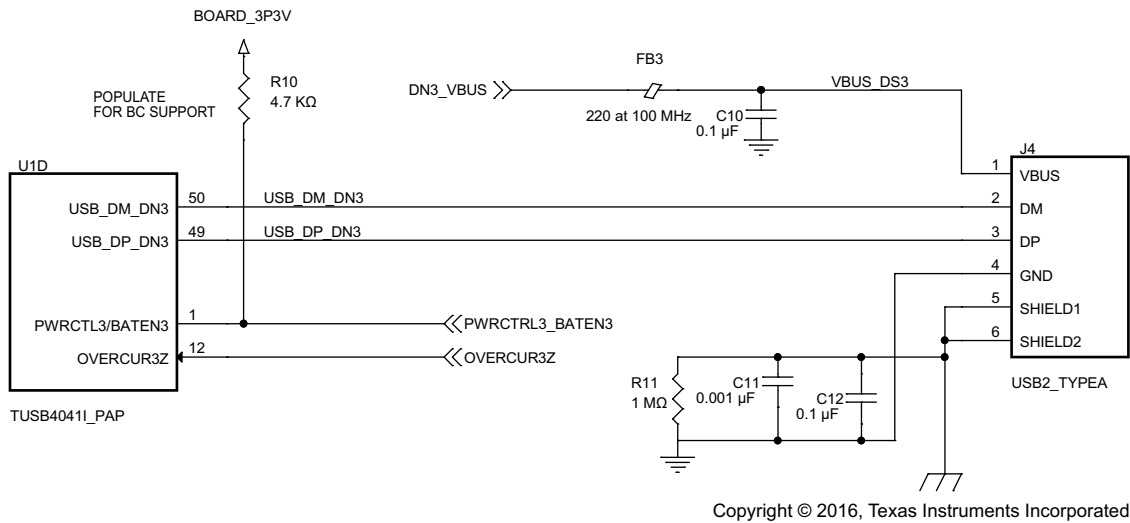 BOARD_3P3V
R10
4.7 KΩ
POPULATE
FOR BC SUPPORT
FB3
DN3_VBUS
220 at 100 MHz
VBUS_DS3
C10
0.1 µF
U1D
J4
USB_DM_DN3
50
USB_DM_DN3
USB_DP_DN3
49
USB_DP_DN3
PWRCTL3/BATEN3
1
PWRCTRL3_BATEN3
OVERCUR3Z
12
OVERCUR3Z
TUSB4041I_PAP
1
VBUS
2
DM
3
DP
4
GND
5
SHIELD1
6
SHIELD2
USB2_TYPEA
R11
1 MΩ
C11
0.001 µF
C12
0.1 µF
Copyright © 2016, Texas Instruments Incorporated